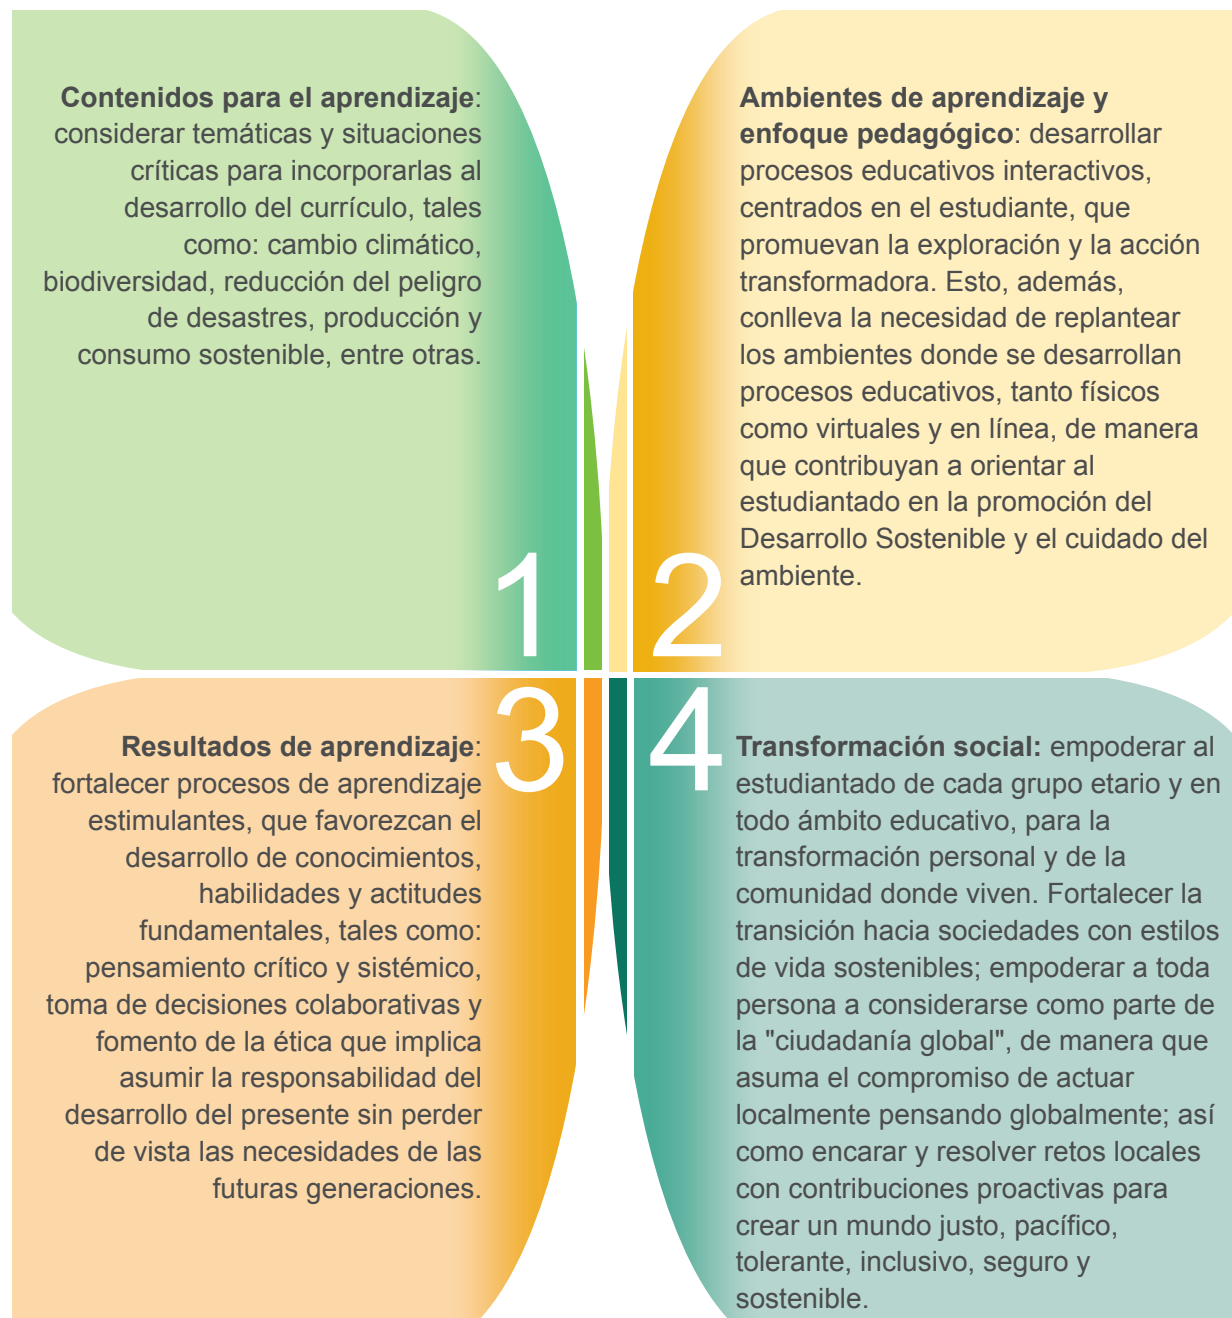 Contenidos para el aprendizaje:
considerar temáticas y situaciones
críticas para incorporarlas al
desarrollo del currículo, tales
como: cambio climático,
biodiversidad, reducción del peligro
de desastres, producción y
consumo sostenible, entre otras.
1
Ambientes de aprendizaje y
enfoque pedagógico: desarrollar
procesos educativos interactivos,
centrados en el estudiante, que
promuevan la exploración y la acción
transformadora. Esto, además,
conlleva la necesidad de replantear
los ambientes donde se desarrollan
procesos educativos, tanto físicos
como virtuales y en línea, de manera
que contribuyan a orientar al
estudiantado en la promoción del
Desarrollo Sostenible y el cuidado del
ambiente.
2
3
Resultados de aprendizaje:
fortalecer procesos de aprendizaje
estimulantes, que favorezcan el
desarrollo de conocimientos,
habilidades y actitudes
fundamentales, tales como:
pensamiento crítico y sistémico,
toma de decisiones colaborativas y
fomento de la ética que implica
asumir la responsabilidad del
desarrollo del presente sin perder
de vista las necesidades de las
futuras generaciones.
4
Transformación social: empoderar al
estudiantado de cada grupo etario y en
todo ámbito educativo, para la
transformación personal y de la
comunidad donde viven. Fortalecer la
transición hacia sociedades con estilos
de vida sostenibles; empoderar a toda
persona a considerarse como parte de
la "ciudadanía global", de manera que
asuma el compromiso de actuar
localmente pensando globalmente; así
como encarar y resolver retos locales
con contribuciones proactivas para
crear un mundo justo, pacífico,
tolerante, inclusivo, seguro y
sostenible.